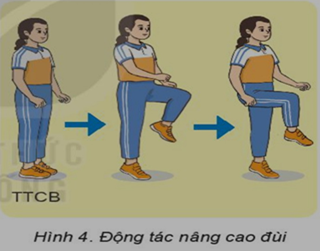 TTCB
Hình 4. Động tác nâng cao đùi